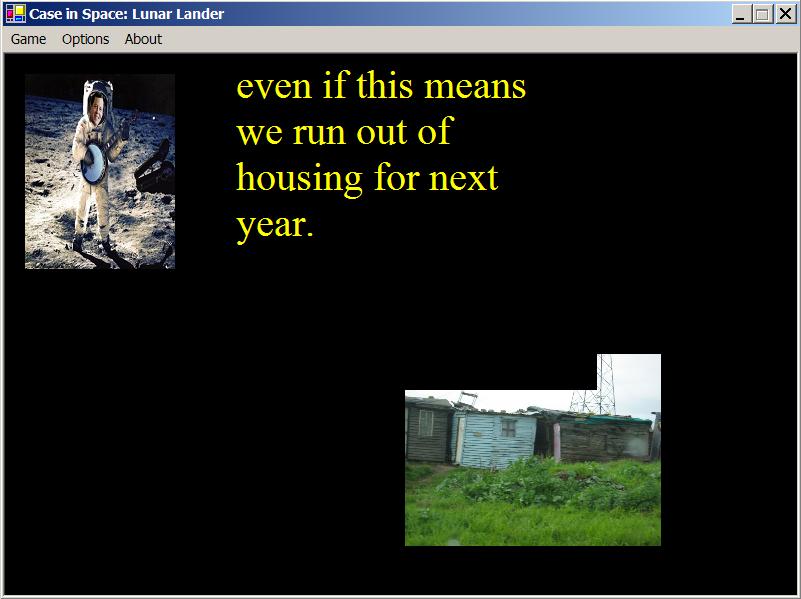 Case in Space: Lunar Lander
Game Options About
even if this means
we run out of
housing for next
year.